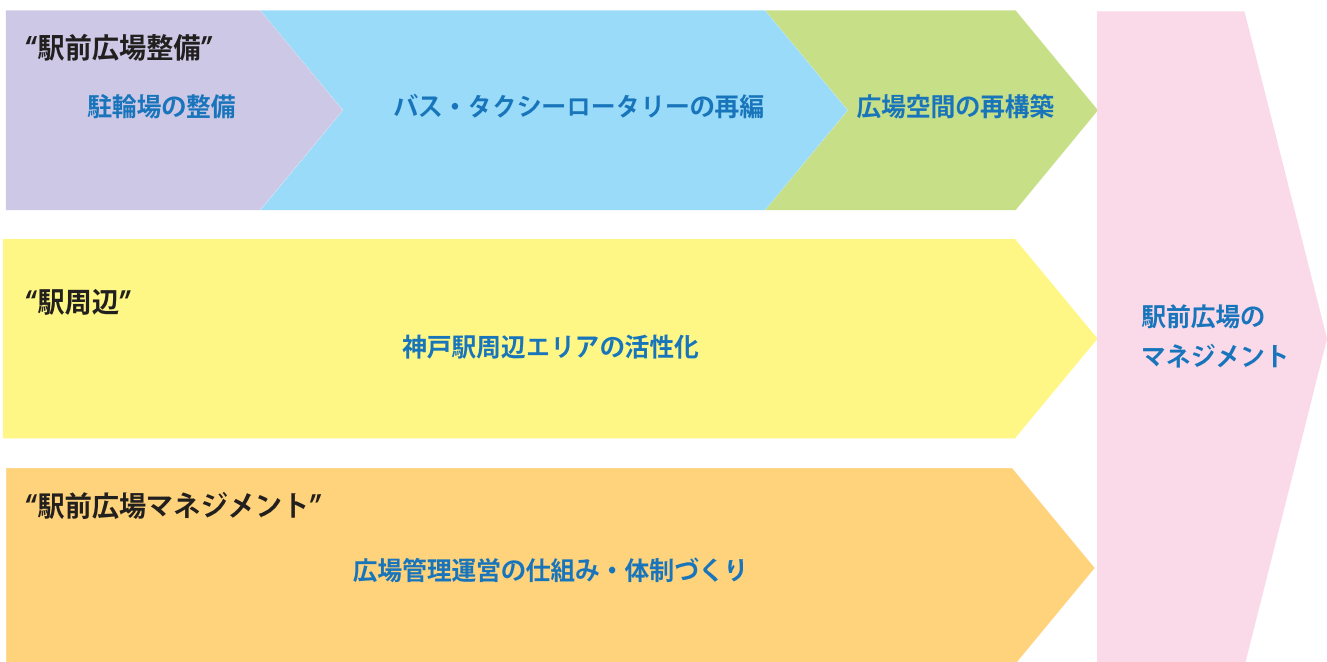 “駅前広場整備”
駐輪場の整備
バス・タクシーロータリーの再編
広場空間の再構築
“駅周辺”
神戸駅周辺エリアの活性化
“駅前広場マネジメント”
広場管理運営の仕組み・体制づくり
駅前広場の
マネジメント